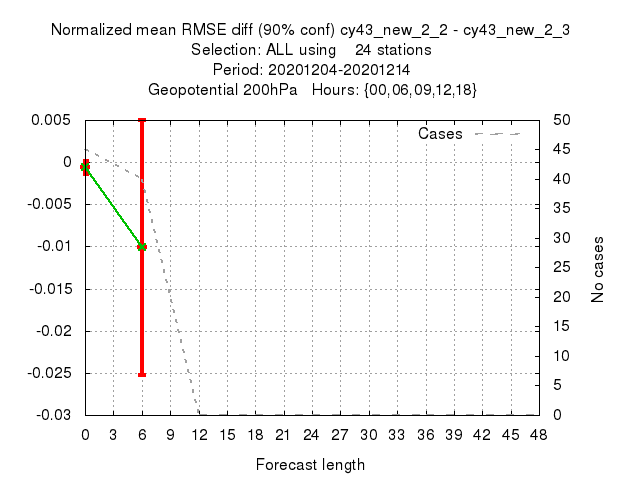 Normalized mean RMSE diff (90% conf) cy43_new_2_2 - cy43_new_2_3
Selection: ALL using 24 stations
Period: 20201204-20201214
Geopotential 200hPa Hours: {00,06,09,12,18}
Cases
0.005
0
-0.005
-0.01
-0.015
-0.02
-0.025
-0.03
50
45
40
35
30
25
20
15
10
5
0
No cases
0 3 6 9 12 15 18 21 24 27 30 33 36 39 42 45 48
Forecast length